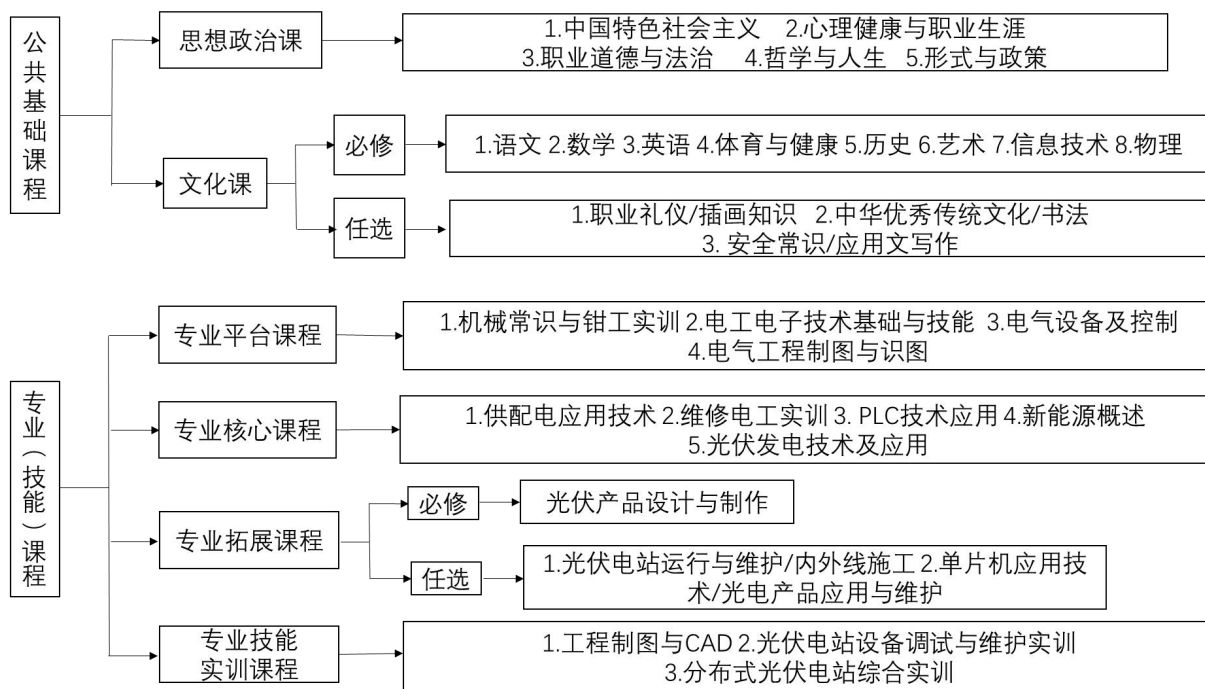 公共基础课程
思想政治课
1.中国特色社会主义 2.心理健康与职业生涯
3.职业道德与法治 4.哲学与人生 5.形式与政策
文化课
必修
1.语文 2.数学 3.英语 4.体育与健康 5.历史 6.艺术 7.信息技术 8.物理
任选
1.职业礼仪/插画知识 2.中华优秀传统文化/书法
3. 安全常识/应用文写作
专业（技能）课程
专业平台课程
1.机械常识与钳工实训 2.电工电子技术基础与技能 3.电气设备及控制
4.电气工程制图与识图
专业核心课程
1.供配电应用技术 2.维修电工实训 3. PLC技术应用 4.新能源概述
5.光伏发电技术及应用
专业拓展课程
必修
光伏产品设计与制作
任选
1.光伏电站运行与维护/内外线施工 2.单片机应用技
术/光电产品应用与维护
专业技能
实训课程
1.工程制图与CAD 2.光伏电站设备调试与维护实训
3.分布式光伏电站综合实训